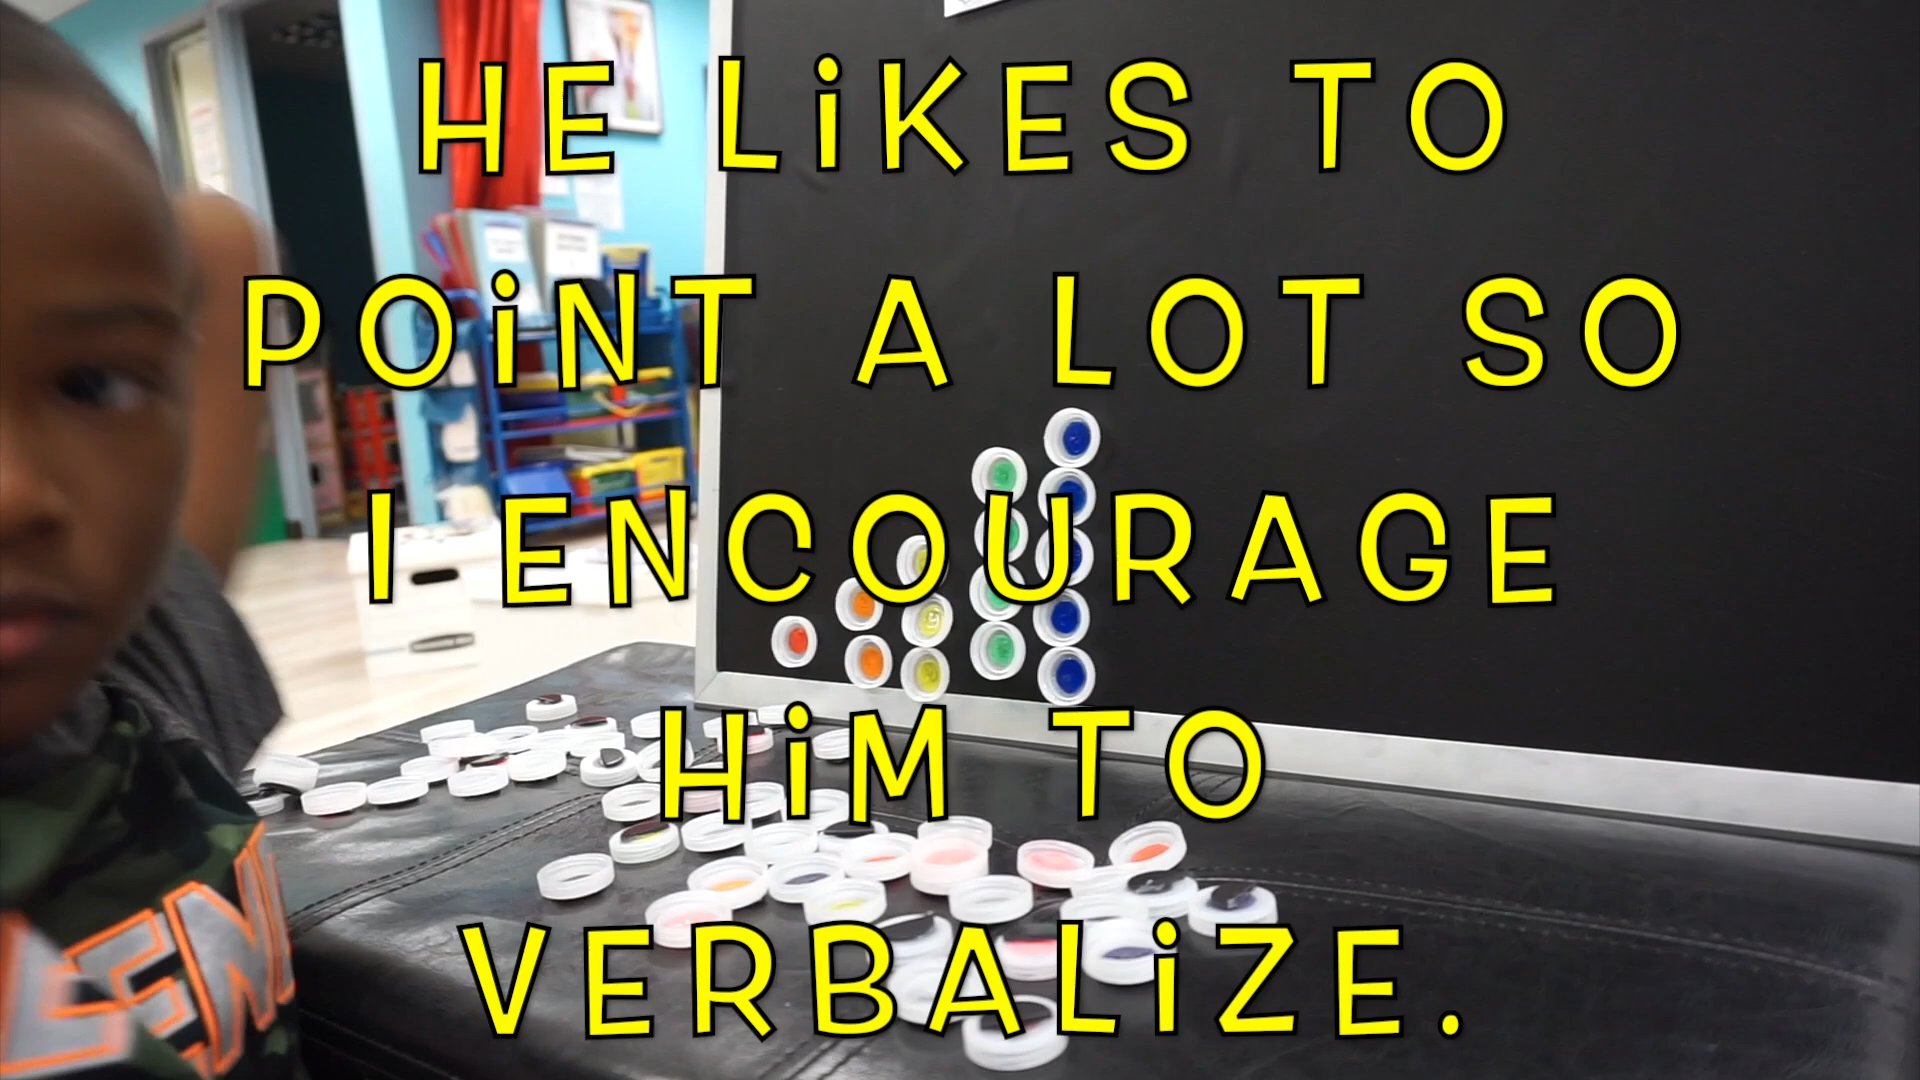 HE LiKES TO
POiNT A LOT SO
I ENCOURAGE
HiM TO
VERBALiZE.